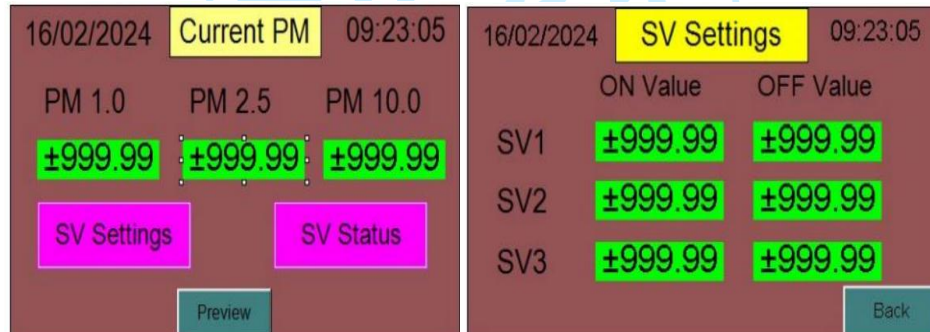 16/02/2024 Current PM 09:23:05
PM 1.0 PM 2.5 PM 10.0
±999.99 ±999.99 ±999.99
SV Settings SV Status
Preview
16/02/2024 SV Settings 09:23:05
ON Value OFF Value
SV1 ±999.99 ±999.99
SV2 ±999.99 ±999.99
SV3 ±999.99 ±999.99
Back